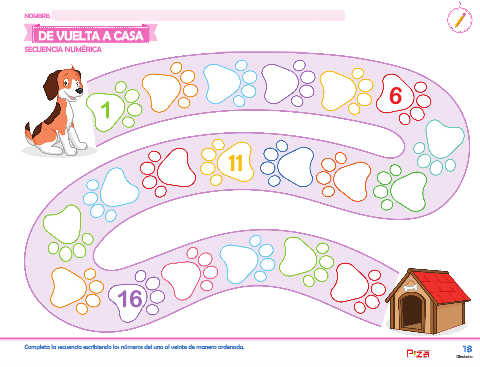 NOMBRE:
DE VUELTA A CASA
SECUENCIA NUMÉRICA
1
6
11
16
Completa la secuencia escribiendo los números del uno al veinte de manera ordenada.
18